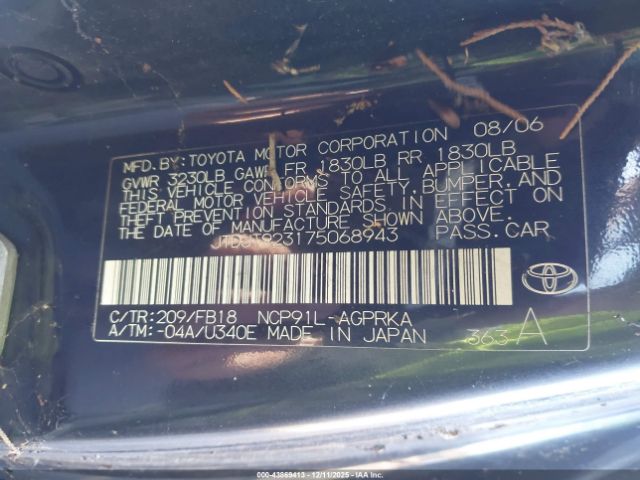 MFD.BY:TOYOTA MOTOR CORPORATION 08/06
GVWR 3230LB GAWR FR 1830LB RR 1830LB
THIS VEHICLE CONFORMS TO ALL APPLICABLE
FEDERAL MOTOR VEHICLE SAFETY,BUMPER,AND
THEFT PREVENTION STANDARDS IN EFFECT ON
THE DATE OF MANUFACTURE SHOWN ABOVE.
JTDBT923175068943 PASS.CAR
C/TR:209/FB18 NCP91L-AGPRKA
A/TM:-04A/U340E MADE IN JAPAN 363 A
TOYOTA
000-43869413 - 12/11/2025 - IAA Inc.